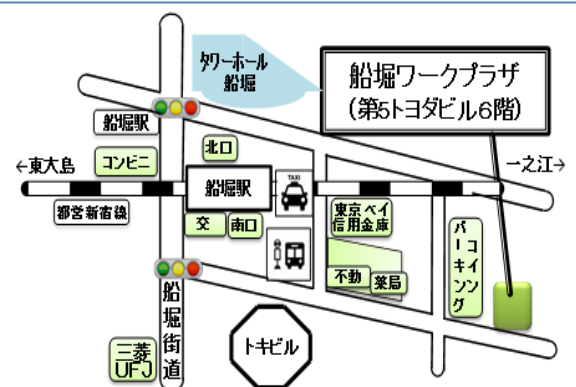 タワーホール
船堀
船堀ワークプラザ
(第5トヨダビル6階)
船堀駅
北口
コンビニ
←東大島
一之江→
船堀駅
TAXI
都営新宿線
交
南口
東京ベイ
信用金庫
コイン
パーキング
不動
薬局
船堀街道
トキビル
三菱
UFJ